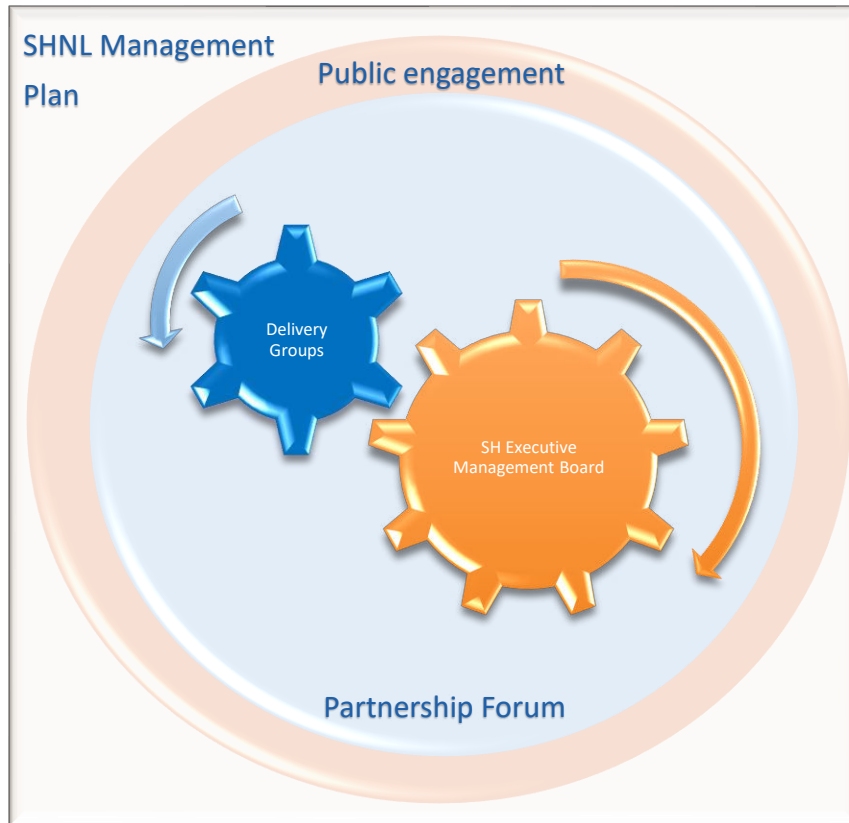 SHNL Management
Plan
Public engagement
Delivery
Groups
SH Executive
Management Board
Partnership Forum